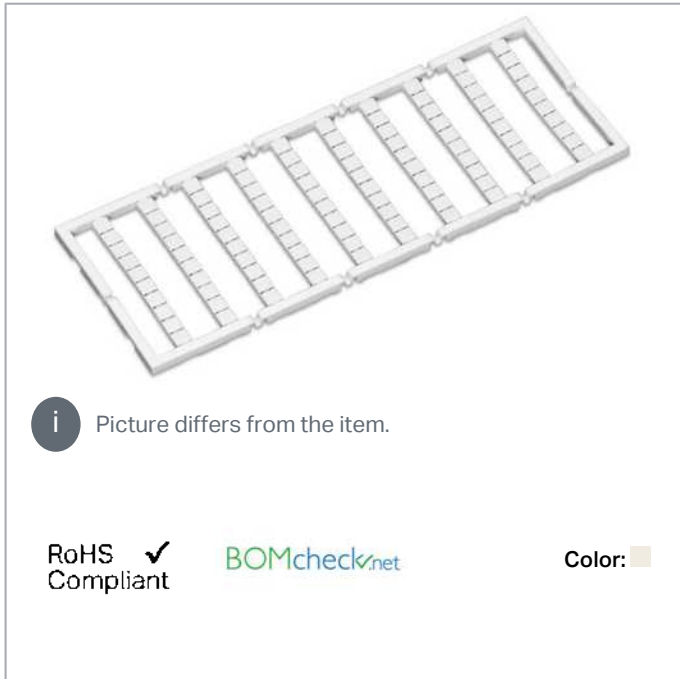 i Picture differs from the item.
RoHS ✓
Compliant
BOMcheck.net
Color: